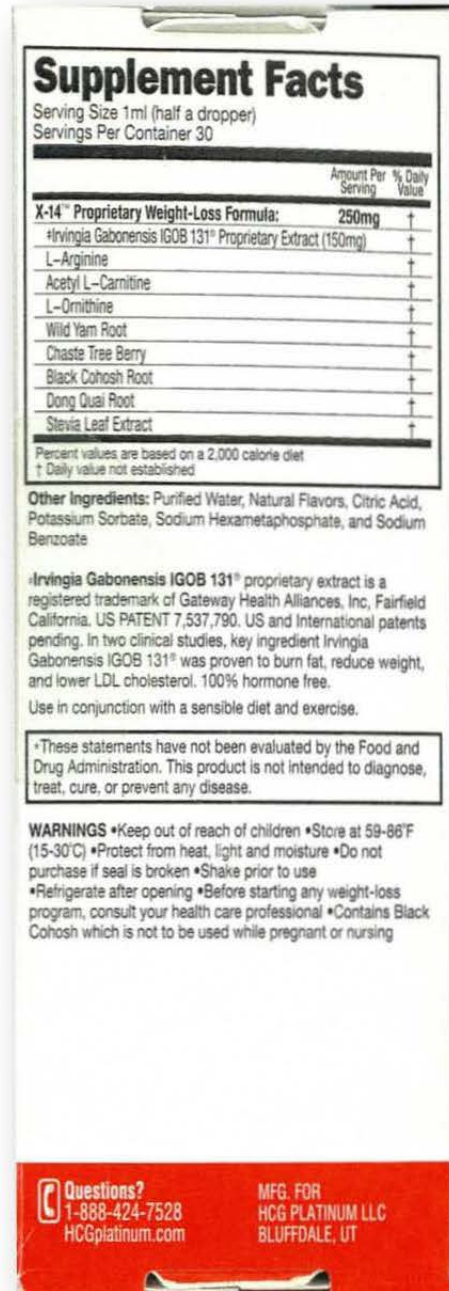 Supplement Facts
Serving Size 1ml (half a dropper)
Servings Per Container 30
Amount Per Serving % Daily Value
X-14™ Proprietary Weight-Loss Formula: 250mg †
‡Irvingia Gabonensis IGOB 131® Proprietary Extract (150mg) †
L-Arginine †
Acetyl L-Carnitine †
L-Ornithine †
Wild Yam Root †
Chaste Tree Berry †
Black Cohosh Root †
Dong Quai Root †
Stevia Leaf Extract †
Percent values are based on a 2,000 calorie diet
† Daily value not established
Other Ingredients: Purified Water, Natural Flavors, Citric Acid,
Potassium Sorbate, Sodium Hexametaphosphate, and Sodium
Benzoate
‡Irvingia Gabonensis IGOB 131® proprietary extract is a
registered trademark of Gateway Health Alliances, Inc, Fairfield
California. US PATENT 7,537,790. US and International patents
pending. In two clinical studies, key ingredient Irvingia
Gabonensis IGOB 131® was proven to burn fat, reduce weight,
and lower LDL cholesterol. 100% hormone free.
Use in conjunction with a sensible diet and exercise.
*These statements have not been evaluated by the Food and
Drug Administration. This product is not intended to diagnose,
treat, cure, or prevent any disease.
WARNINGS •Keep out of reach of children •Store at 59-86°F
(15-30°C) •Protect from heat, light and moisture •Do not
purchase if seal is broken •Shake prior to use
•Refrigerate after opening •Before starting any weight-loss
program, consult your health care professional •Contains Black
Cohosh which is not to be used while pregnant or nursing
Questions?
1-888-424-7528
HCGplatinum.com
MFG. FOR
HCG PLATINUM LLC
BLUFFDALE, UT